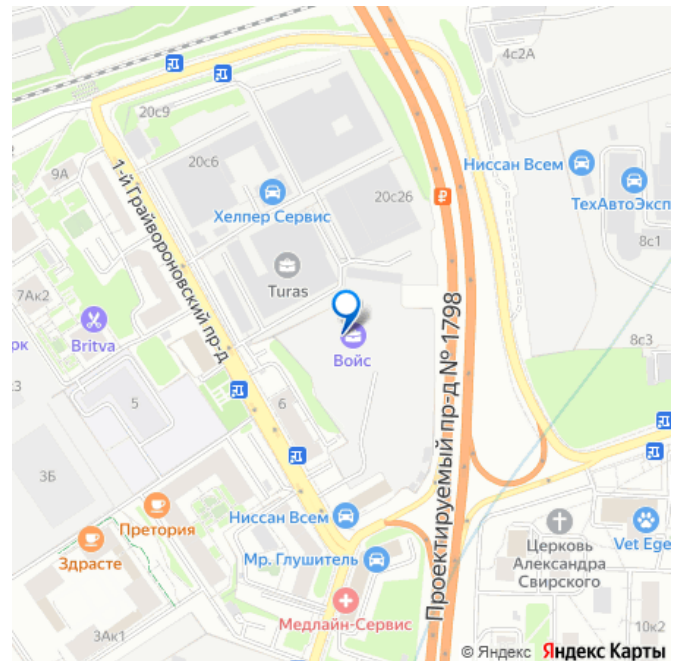 4с2А
20с9
1-й Грайвороновский пр-д
20с6
Ниссан Всем
9А
ТехАвтоЭксп
Хелпер Сервис
20с26
8с1
Turas
7Ак2
Проектируемый пр-д № 1798
Britva
рк
Войс
8с3
5
6
3Б
Претория
Ниссан Всем
Церковь
Александра
Свирского
Vet Ege
Здрасте
Мр. Глушитель
Медлайн-Сервис
10к2
3Ак1
© Яндекс Яндекс Карты